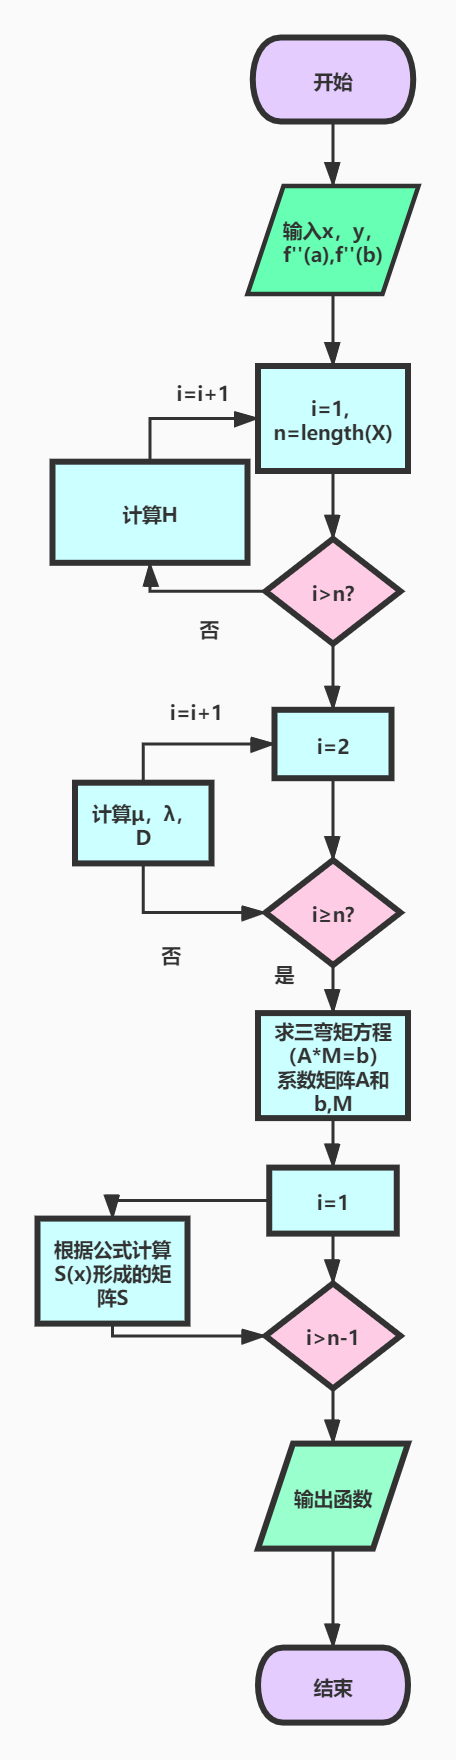 开始
输入x，y，
f''(a),f''(b)
i=i+1
i=1,
n=length(X)
计算H
i>n?
否
i=i+1
i=2
计算μ，λ，
D
i≥n?
否
是
求三弯矩方程
（A*M=b）
系数矩阵A和
b,M
i=1
根据公式计算
S(x)形成的矩
阵S
i>n-1
输出函数
结束